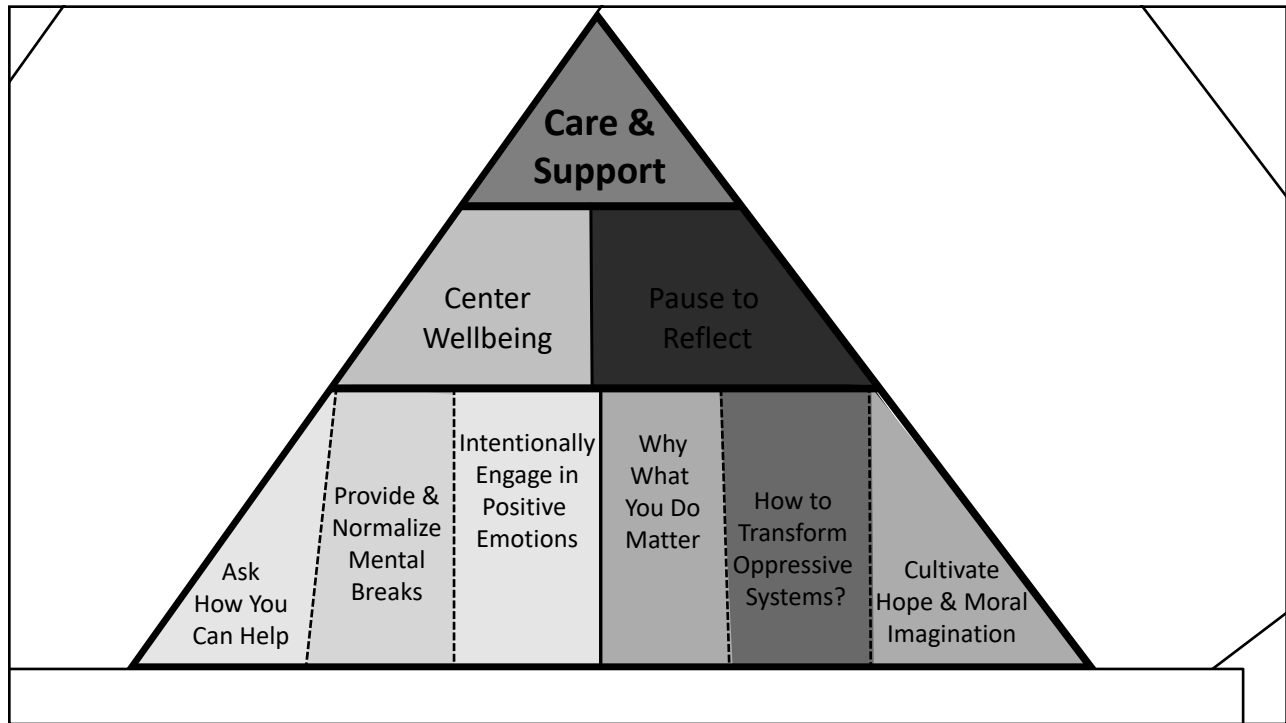 Care &
Support
Center
Wellbeing
Pause to
Reflect
Ask
How You
Can Help
Provide &
Normalize
Mental
Breaks
Intentionally
Engage in
Positive
Emotions
Why
What
You Do
Matter
How to
Transform
Oppressive
Systems?
Cultivate
Hope & Moral
Imagination